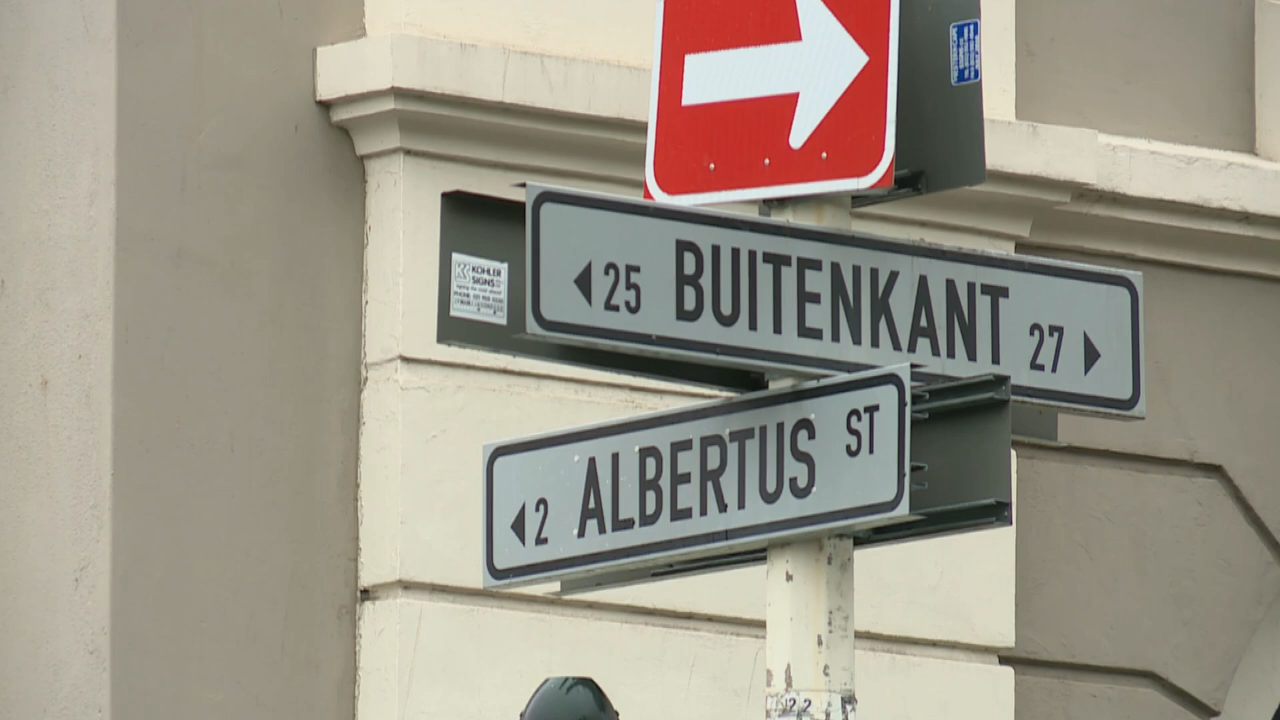 ◀ 25 BUITENKANT 27 ▶
KOHLER
SIGNS
◀ 2 ALBERTUS ST